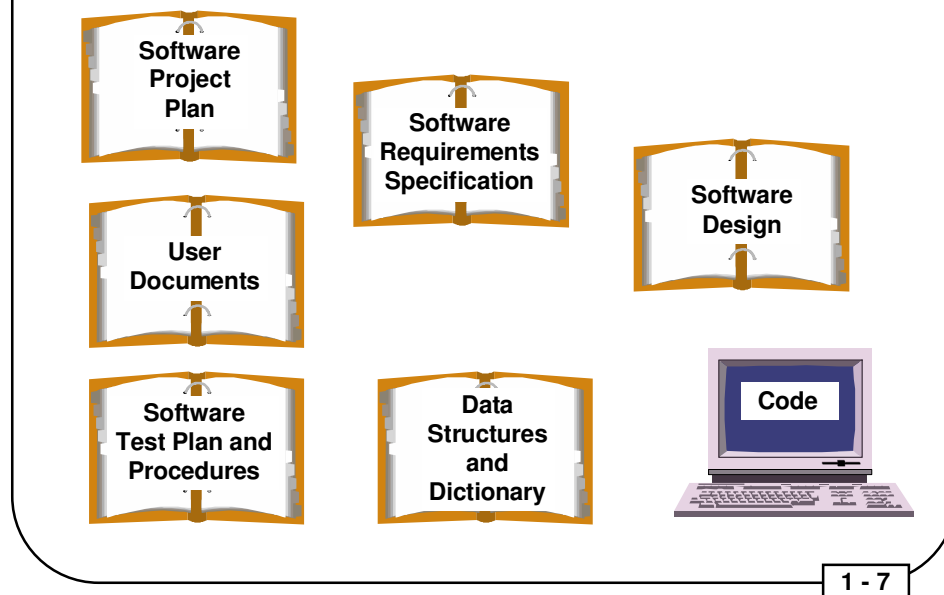 Software
Project
Plan
Software
Requirements
Specification
Software
Design
User
Documents
Software
Test Plan and
Procedures
Data
Structures
and
Dictionary
Code
1 - 7